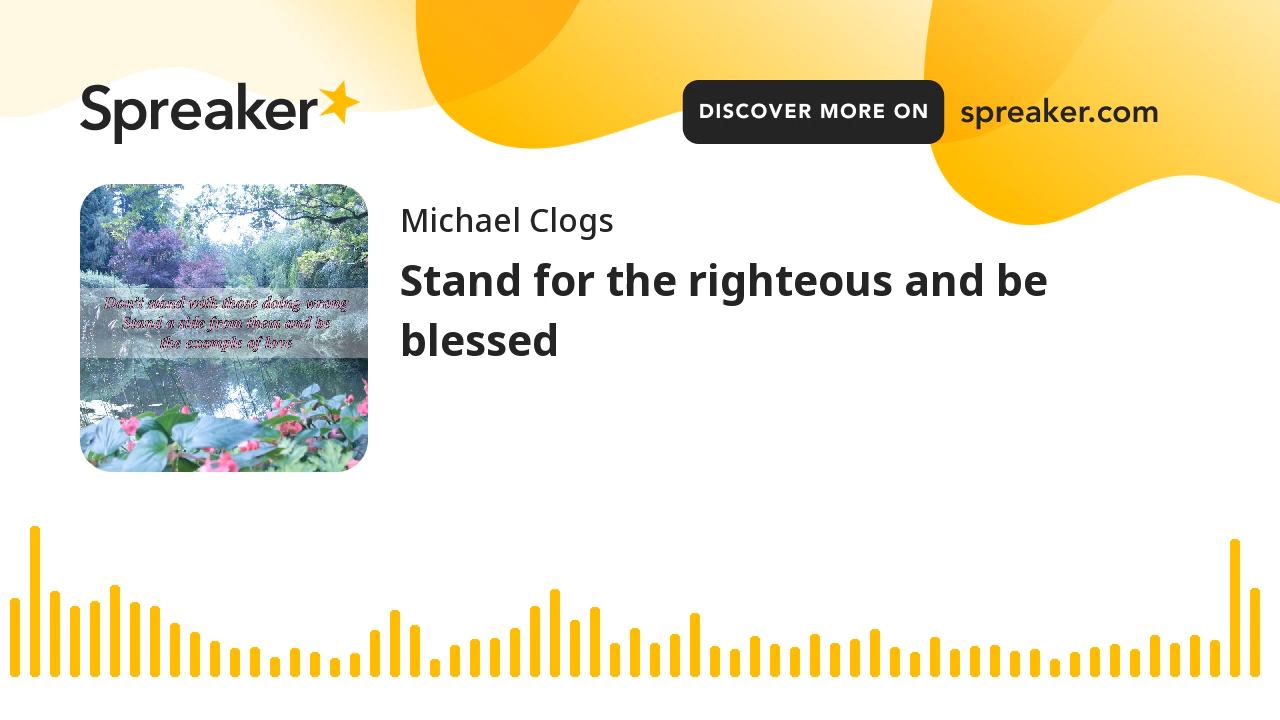 Spreaker
DISCOVER MORE ON
spreaker.com
Michael Clogs
Stand for the righteous and be
blessed
Don't stand with those doing wrong
Stand a side from them and be
the example of love